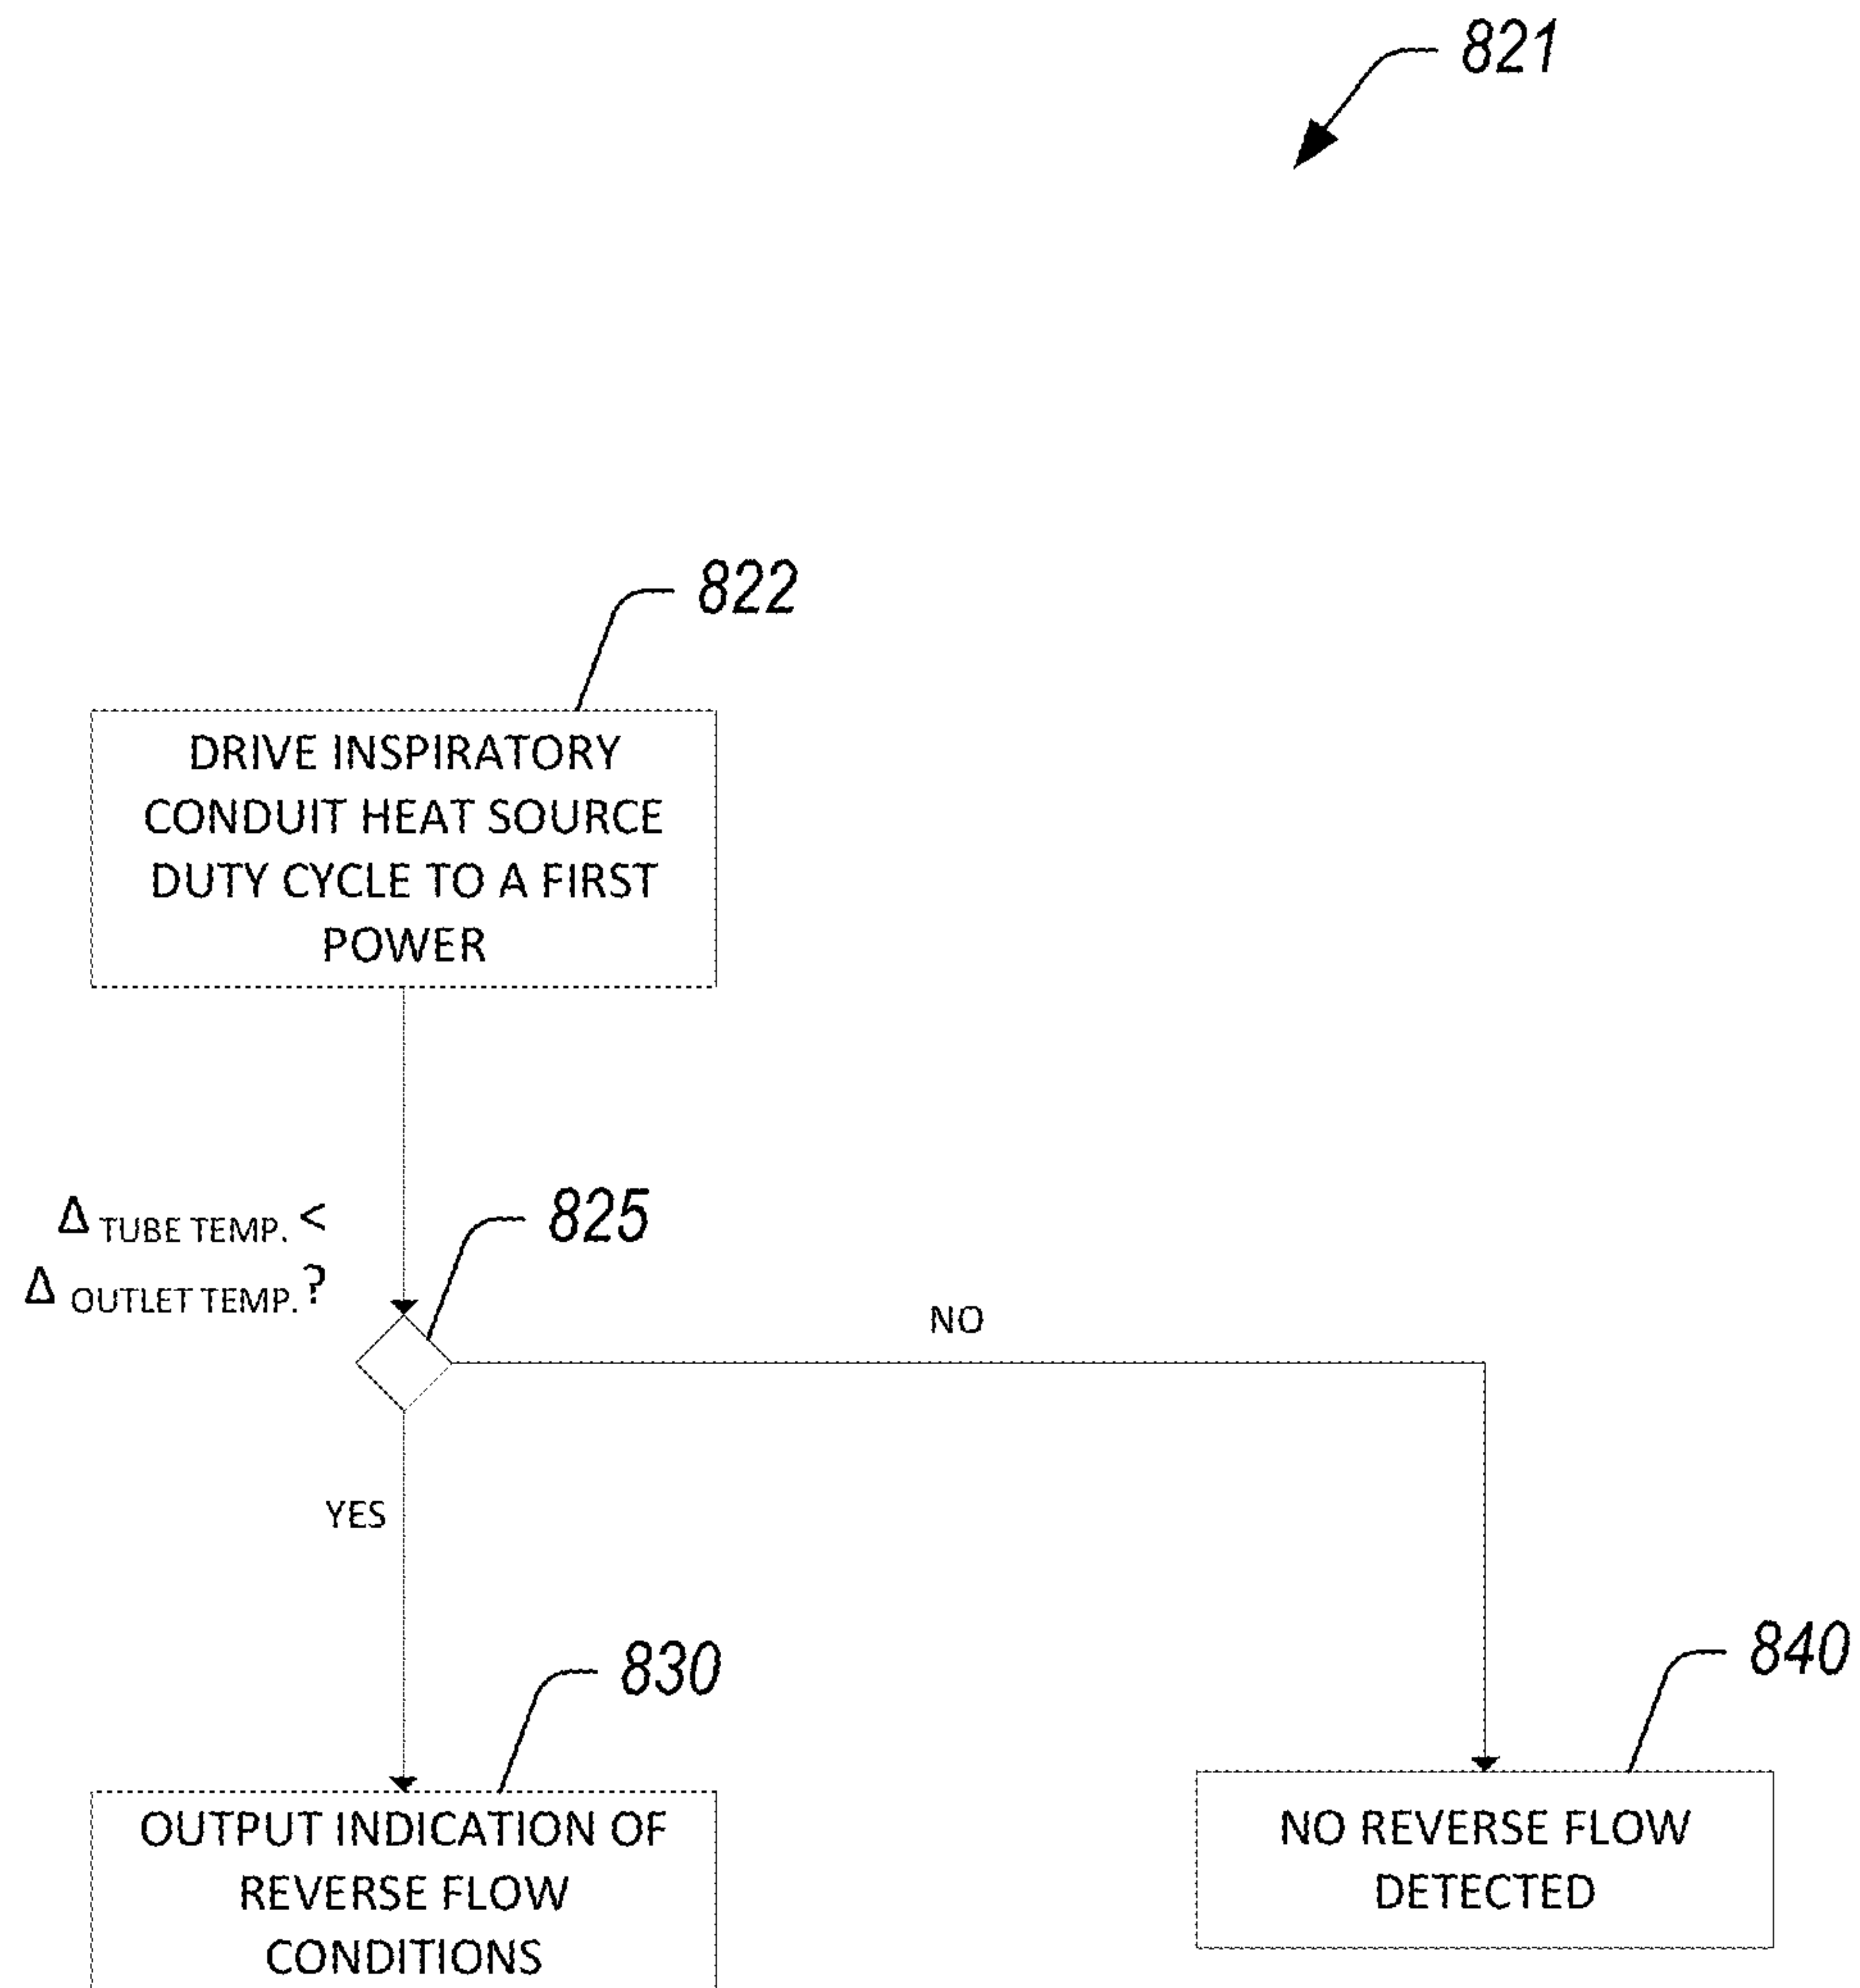 821
822
DRIVE INSPIRATORY
CONDUIT HEAT SOURCE
DUTY CYCLE TO A FIRST
POWER
Δ TUBE TEMP. <
Δ OUTLET TEMP. ?
825
NO
YES
830
840
OUTPUT INDICATION OF
REVERSE FLOW
CONDITIONS
NO REVERSE FLOW
DETECTED